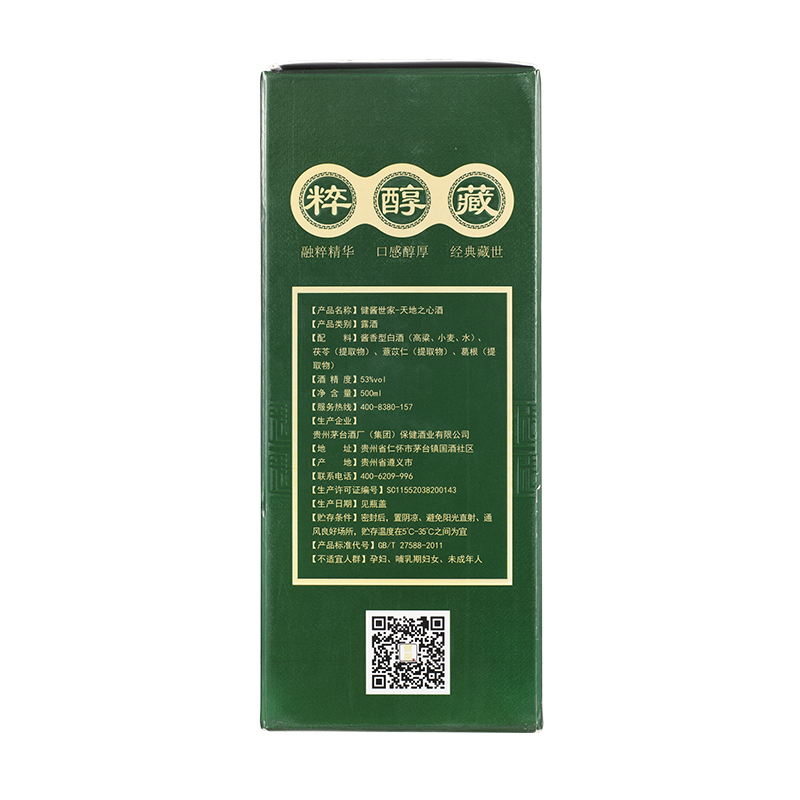 粹 醇 藏
融粹精华 口感醇厚 经典藏世
【产品名称】健酱世家-天地之心酒
【产品类别】露酒
【配 料】酱香型白酒（高粱、小麦、水）、
茯苓（提取物）、薏苡仁（提取物）、葛根（提
取物）
【酒 精 度】53%vol
【净 含 量】500ml
【服务热线】400-8380-157
【生产企业】
贵州茅台酒厂（集团）保健酒业有限公司
【地 址】贵州省仁怀市茅台镇国酒社区
【产 地】贵州省遵义市
【联系电话】400-6209-996
【生产许可证编号】SC11552038200143
【生产日期】见瓶盖
【贮存条件】密封后，置阴凉、避免阳光直射、通
风良好场所，贮存温度在5℃-35℃之间为宜
【产品标准代号】GB/T 27588-2011
【不适宜人群】孕妇、哺乳期妇女、未成年人